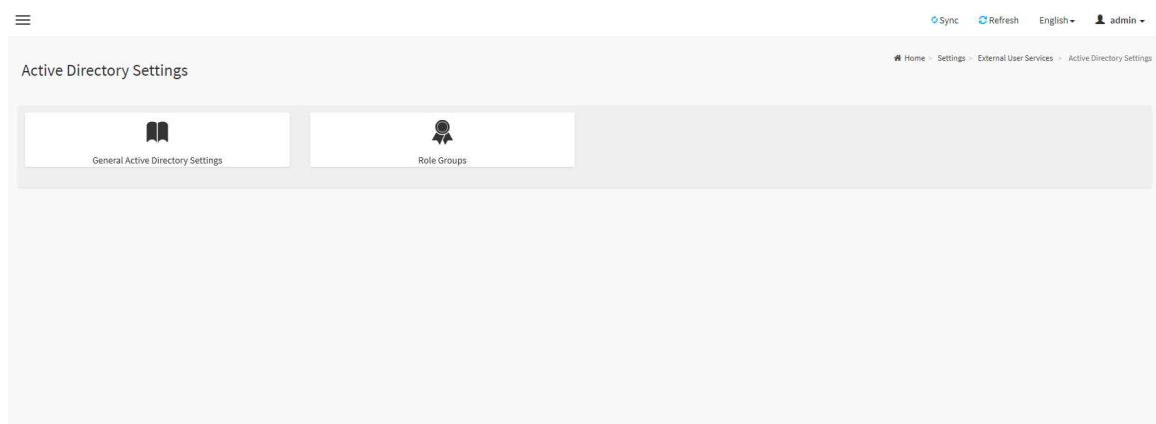 Sync Refresh English admin
Home > Settings > External User Services > Active Directory Settings
Active Directory Settings
General Active Directory Settings
Role Groups